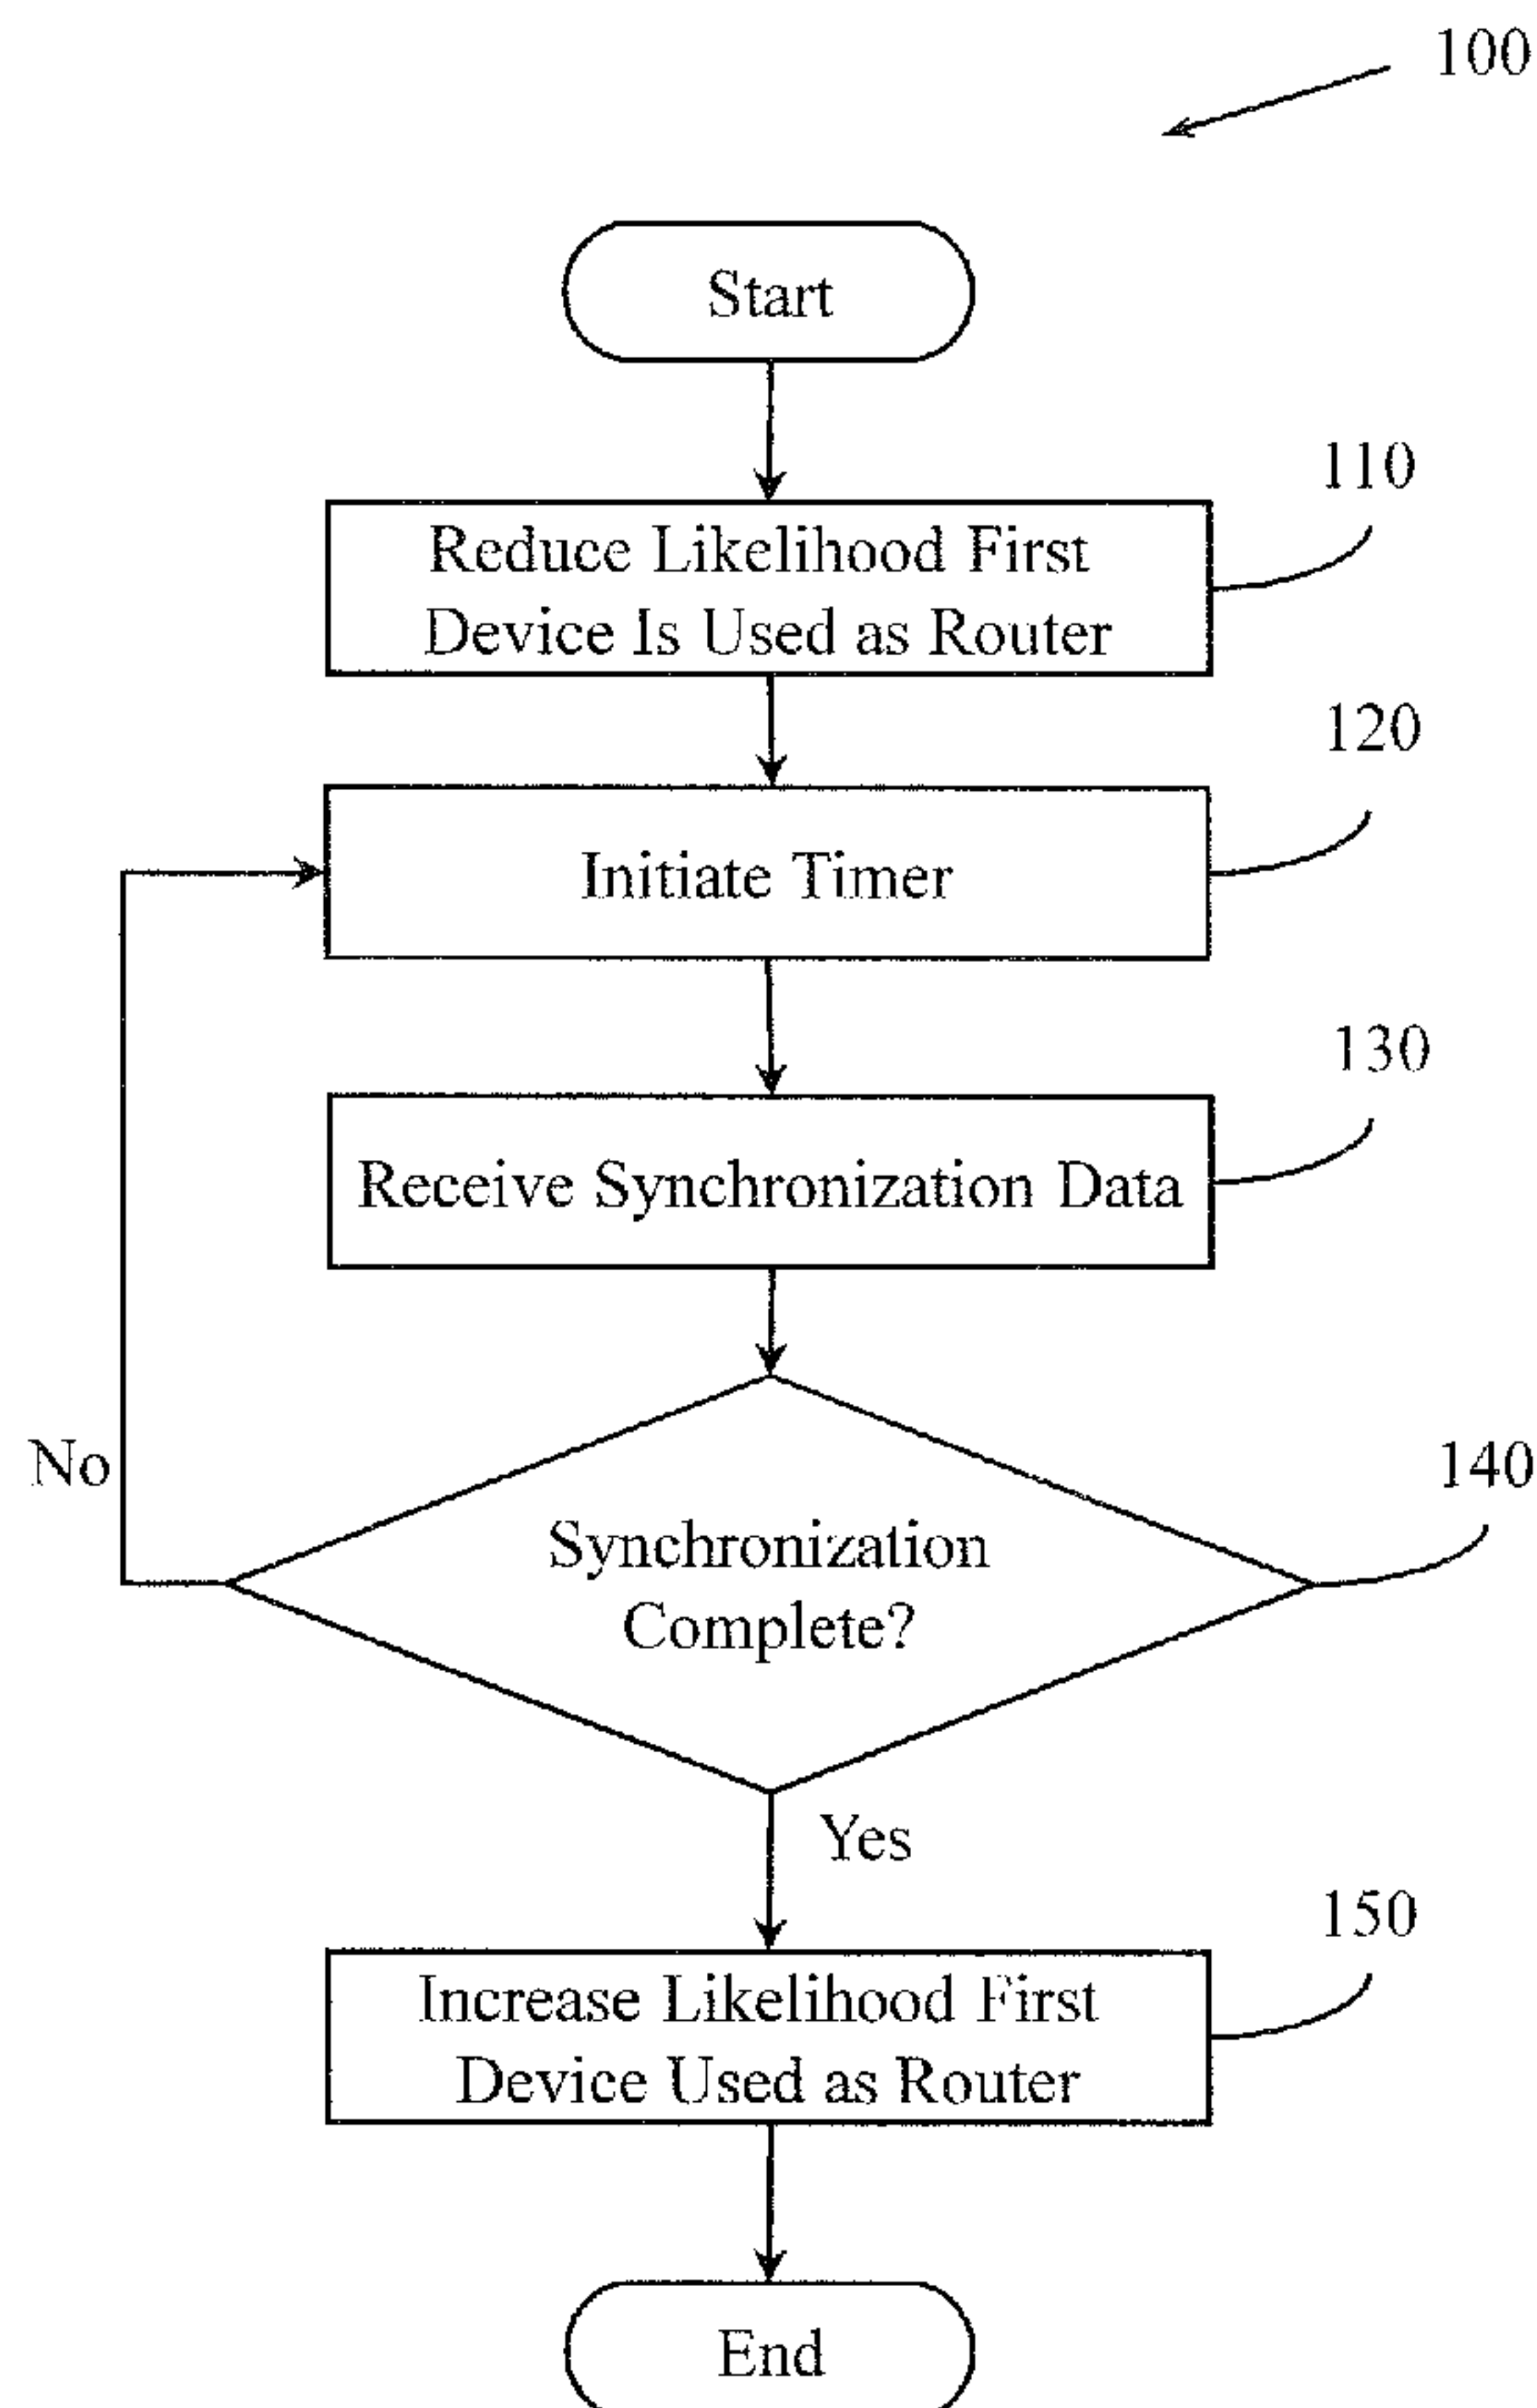 100
Start
110
Reduce Likelihood First
Device Is Used as Router
120
Initiate Timer
130
Receive Synchronization Data
No
140
Synchronization
Complete?
Yes
150
Increase Likelihood First
Device Used as Router
End